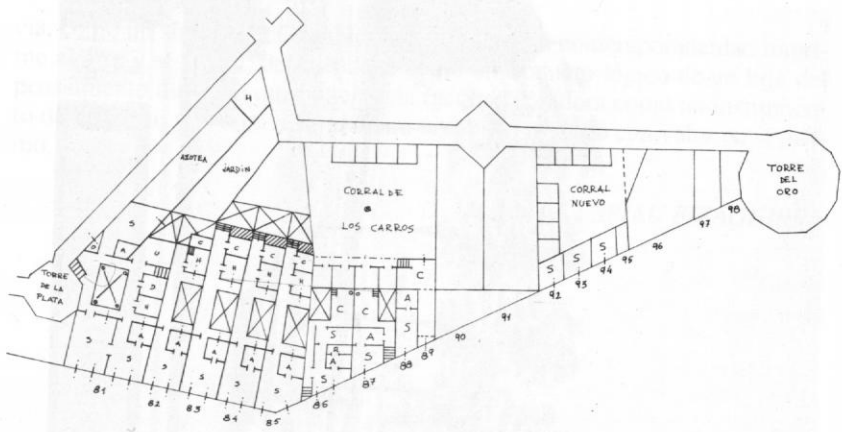 H
AZOTEA
JARDIN
CORRAL DE
LOS CARROS
CORRAL
NUEVO
TORRE
DEL
ORO
TORRE
DE LA
PLATA
S
A
U
C
H
C
H
C
H
C
H
D
H
S
S
A
S
A
S
A
S
A
S
C
C
C
A
S
S
A
A
S
S
S
S
S
S
81
82
83
84
85
86
87
88
89
90
91
92
93
94
95
96
97
98